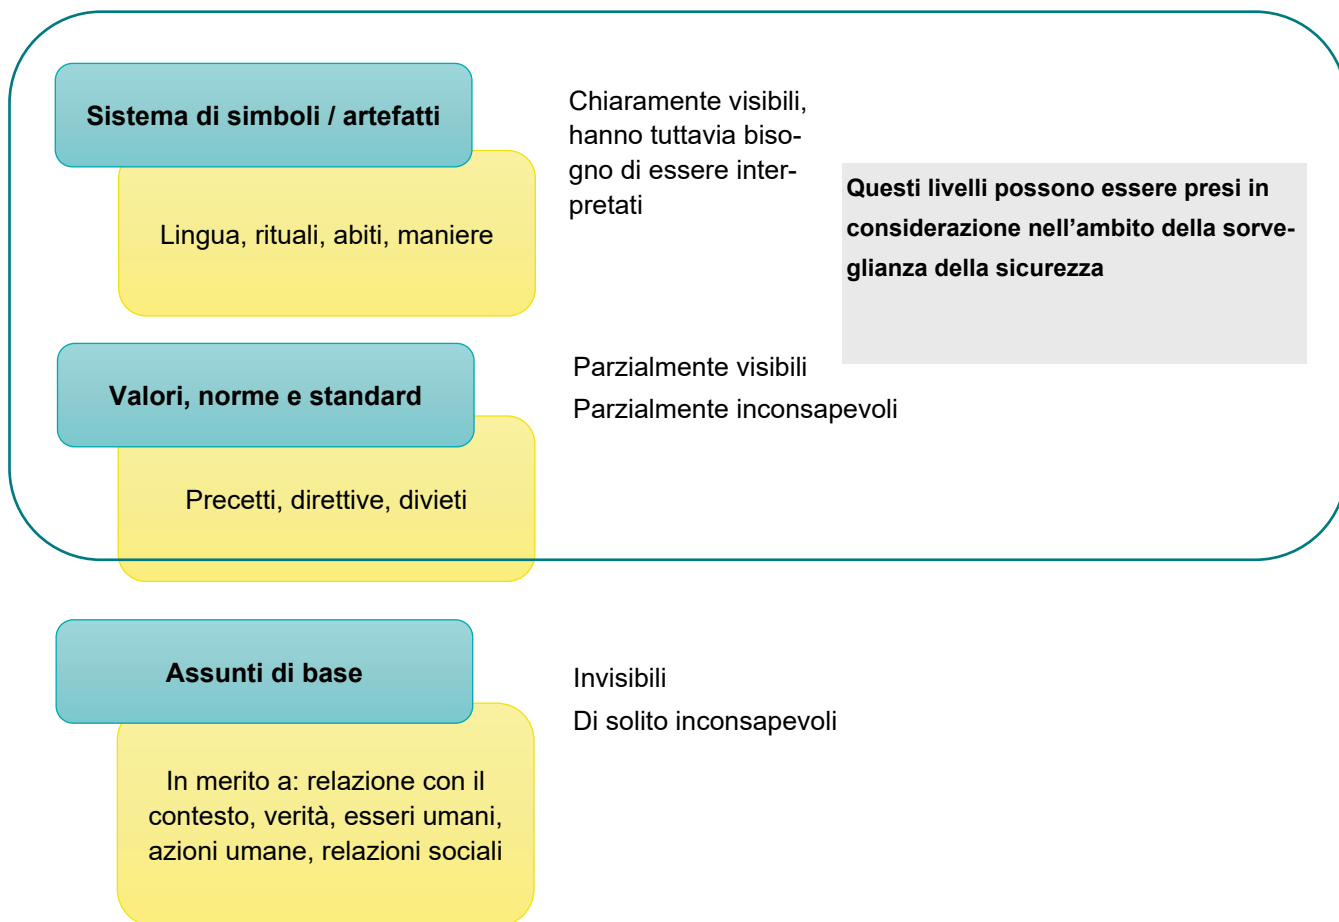 Sistema di simboli / artefatti
Lingua, rituali, abiti, maniere
Chiaramente visibili,
hanno tuttavia biso-
gno di essere inter-
pretati
Questi livelli possono essere presi in
considerazione nell’ambito della sorve-
glianza della sicurezza
Valori, norme e standard
Precetti, direttive, divieti
Parzialmente visibili
Parzialmente inconsapevoli
Assunti di base
In merito a: relazione con il
contesto, verità, esseri umani,
azioni umane, relazioni sociali
Invisibili
Di solito inconsapevoli